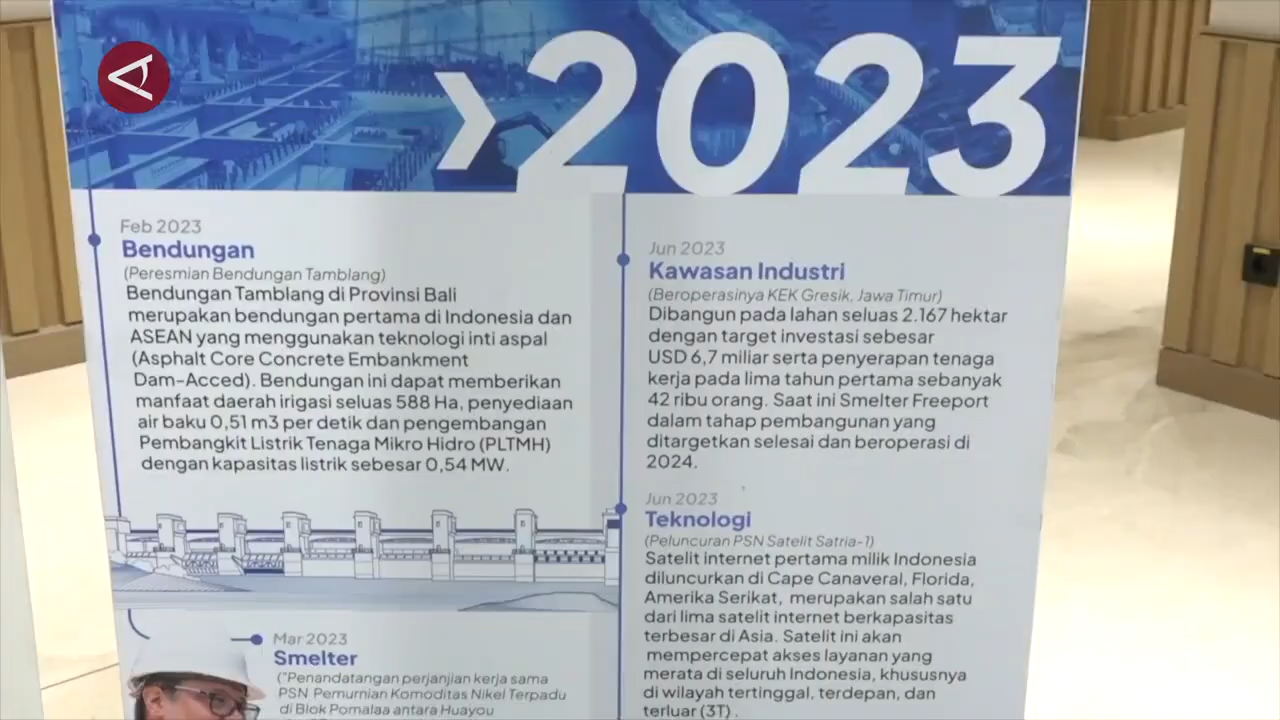 ›2023
Feb 2023
Bendungan
(Peresmian Bendungan Tamblang)
Bendungan Tamblang di Provinsi Bali
merupakan bendungan pertama di Indonesia dan
ASEAN yang menggunakan teknologi inti aspal
(Asphalt Core Concrete Embankment
Dam-Acced). Bendungan ini dapat memberikan
manfaat daerah irigasi seluas 588 Ha, penyediaan
air baku 0,51 m3 per detik dan pengembangan
Pembangkit Listrik Tenaga Mikro Hidro (PLTMH)
dengan kapasitas listrik sebesar 0,54 MW.
Mar 2023
Smelter
("Penandatangan perjanjian kerja sama
PSN Pemurnian Komoditas Nikel Terpadu
di Blok Pomalaa antara Huayou
Jun 2023
Kawasan Industri
(Beroperasinya KEK Gresik, Jawa Timur)
Dibangun pada lahan seluas 2.167 hektar
dengan target investasi sebesar
USD 6,7 miliar serta penyerapan tenaga
kerja pada lima tahun pertama sebanyak
42 ribu orang. Saat ini Smelter Freeport
dalam tahap pembangunan yang
ditargetkan selesai dan beroperasi di
2024.
Jun 2023
Teknologi
(Peluncuran PSN Satelit Satria-1)
Satelit internet pertama milik Indonesia
diluncurkan di Cape Canaveral, Florida,
Amerika Serikat, merupakan salah satu
dari lima satelit internet berkapasitas
terbesar di Asia. Satelit ini akan
mempercepat akses layanan yang
merata di seluruh Indonesia, khususnya
di wilayah tertinggal, terdepan, dan
terluar (3T) .